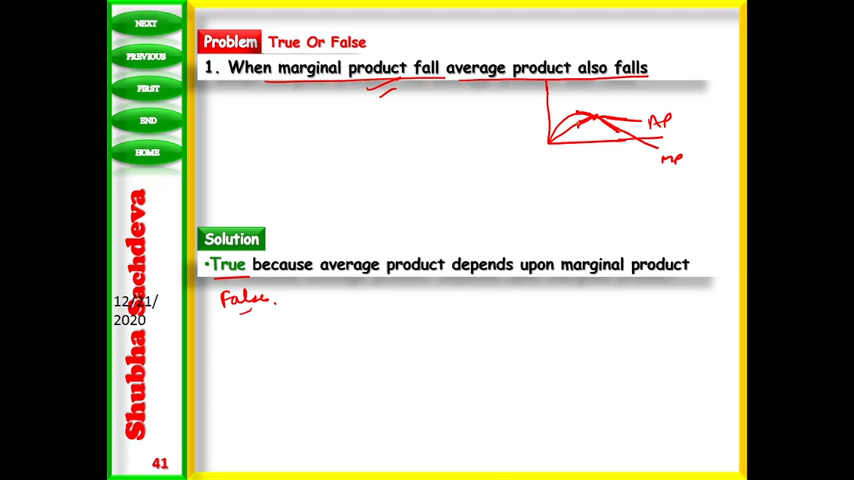 NEXT
PREVIOUS
FIRST
END
HOME
Shubha Sachdeva
12/21/
2020
41
Problem True Or False
1. When marginal product fall average product also falls
AP
MP
Solution
•True because average product depends upon marginal product
False.